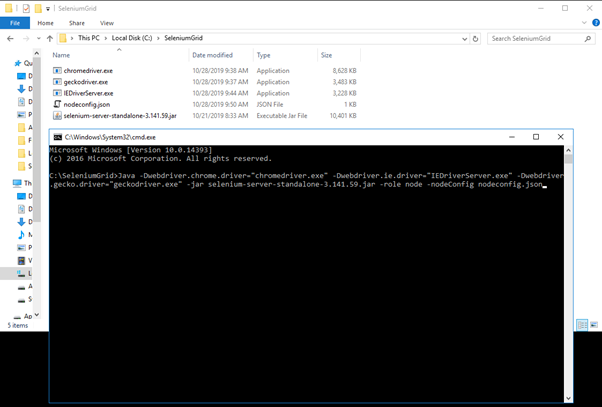 SeleniumGrid
File Home Share View
This PC > Local Disk (C:) > SeleniumGrid
Search SeleniumGrid
Name Date modified Type Size
chromedriver.exe 10/28/2019 9:38 AM Application 8,628 KB
geckodriver.exe 10/28/2019 9:37 AM Application 3,483 KB
IEDriverServer.exe 10/28/2019 9:44 AM Application 3,228 KB
nodeconfig.json 10/28/2019 9:50 AM JSON File 1 KB
selenium-server-standalone-3.141.59.jar 10/21/2019 8:33 AM Executable Jar File 10,401 KB
Qu
D
D
D
P
A
F
L
S
Th
D
D
D
M
P
V
L
A
S
Ap
5 items
C:\Windows\System32\cmd.exe
Microsoft Windows [Version 10.0.14393]
(c) 2016 Microsoft Corporation. All rights reserved.
C:\SeleniumGrid>Java -Dwebdriver.chrome.driver="chromedriver.exe" -Dwebdriver.ie.driver="IEDriverServer.exe" -Dwebdriver
.gecko.driver="geckodriver.exe" -jar selenium-server-standalone-3.141.59.jar -role node -nodeConfig nodeconfig.json